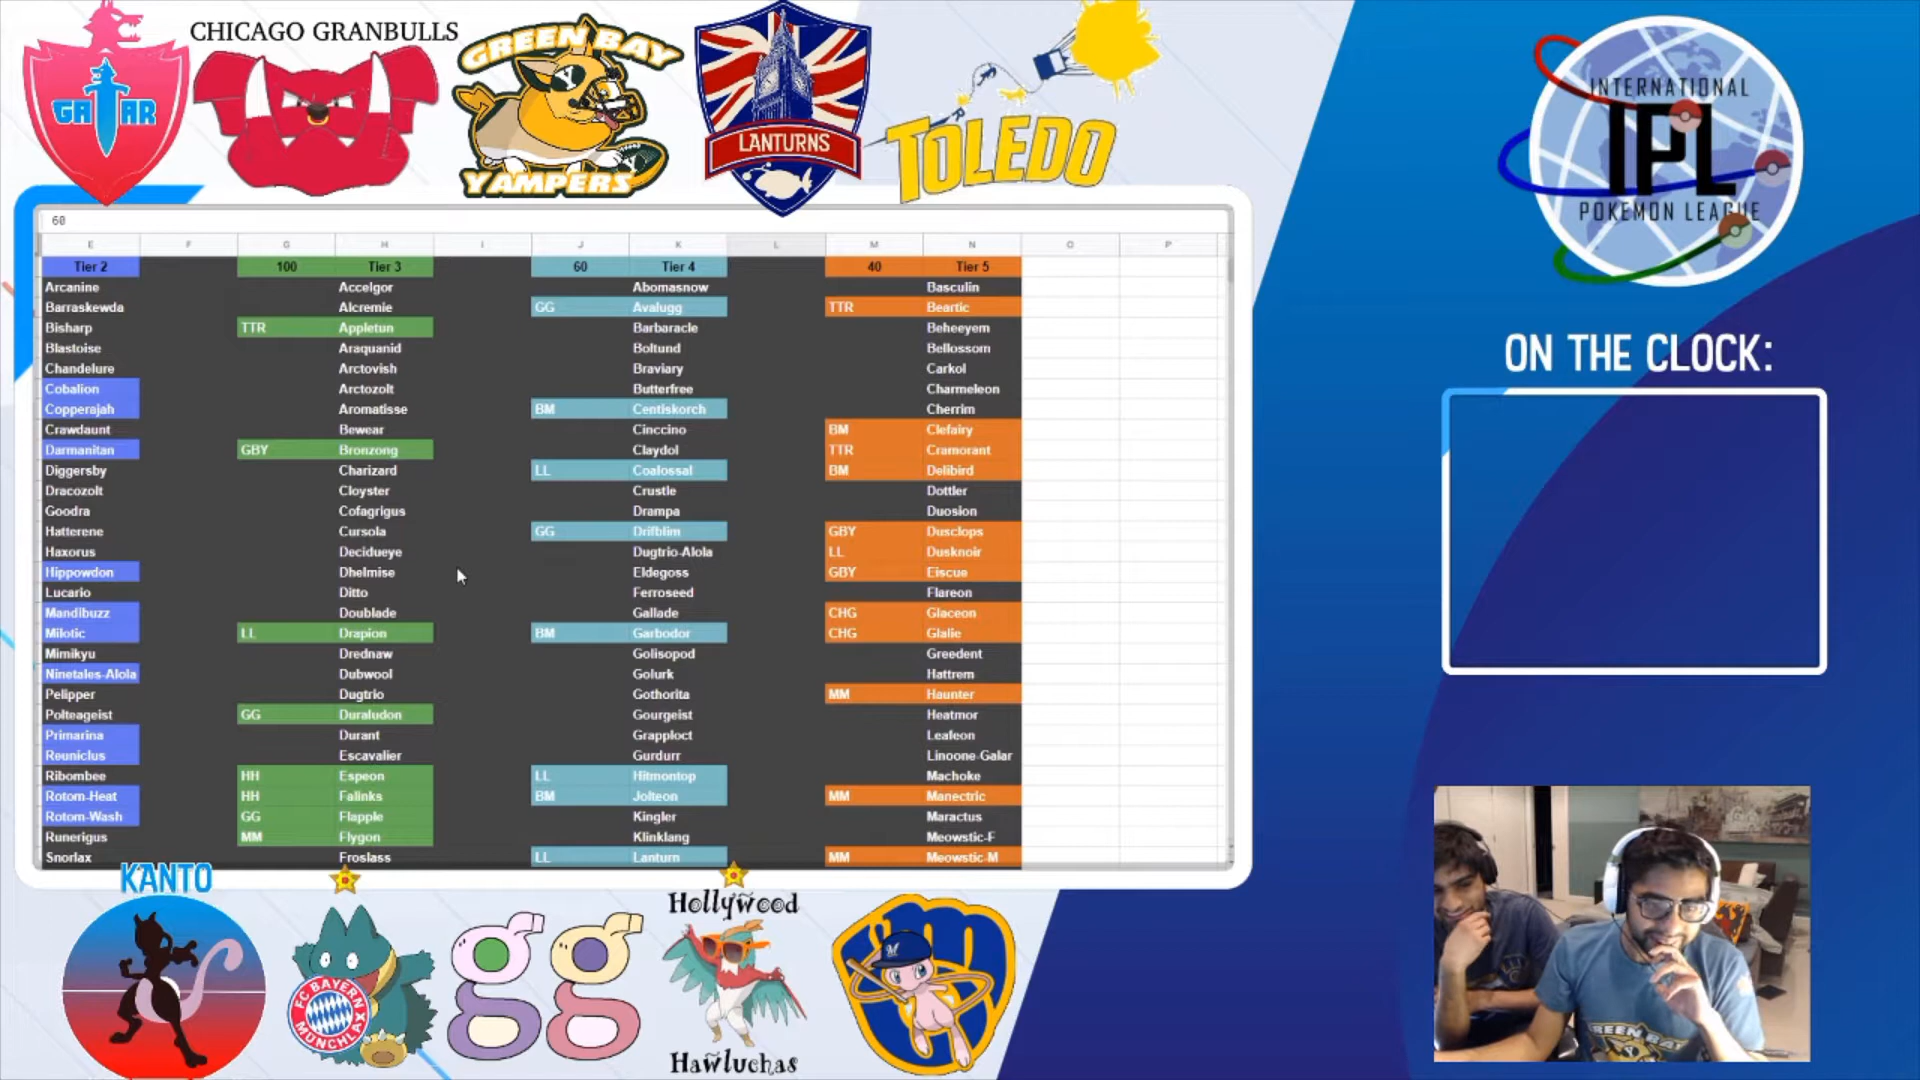 CHICAGO GRANBULLS
GREEN BAY
YAMPERS
LANTURNS
TOLEDO
INTERNATIONAL
IPL
POKEMON LEAGUE
ON THE CLOCK:
60
E F G H I J K L M N O P
Tier 2 100 Tier 3 60 Tier 4 40 Tier 5
Arcanine Accelgor Abomasnow Basculin
Barraskewda Alcremie GG Avalugg TTR Beartic
Bisharp TTR Appletun Barbaracle Beheeyem
Blastoise Araquanid Boltund Bellossom
Chandelure Arctovish Braviary Carkol
Cobalion Arctozolt Butterfree Charmeleon
Copperajah Aromatisse BM Centiskorch Cherrim
Crawdaunt Bewear Cinccino BM Clefairy
Darmanitan GBY Bronzong Claydol TTR Cramorant
Diggersby Charizard LL Coalossal BM Delibird
Dracozolt Cloyster Crustle Dottler
Goodra Cofagrigus Drampa Duosion
Hatterene Cursola GG Drifblim GBY Dusclops
Haxorus Decidueye Dugtrio-Alola LL Dusknoir
Hippowdon Dhelmise Eldegoss GBY Eiscue
Lucario Ditto Ferroseed Flareon
Mandibuzz Doublade Gallade CHG Glaceon
Milotic LL Drapion BM Garbodor CHG Glalie
Mimikyu Drednaw Golisopod Greedent
Ninetales-Alola Dubwool Golurk Hattrem
Pelipper Dugtrio Gothorita MM Haunter
Polteageist GG Duraludon Gourgeist Heatmor
Primarina Durant Grapploct Leafeon
Reuniclus Escavalier Gurdurr Linoone-Galar
Ribombee HH Espeon LL Hitmontop Machoke
Rotom-Heat HH Falinks BM Jolteon MM Manectric
Rotom-Wash GG Flapple Kingler Maractus
Runerigus MM Flygon Klinklang Meowstic-F
Snorlax Froslass LL Lanturn MM Meowstic-M
KANTO
FC BAYERN
MUNCHLAX
gg
Hollywood
Hawluchas
M
GREEN BAY